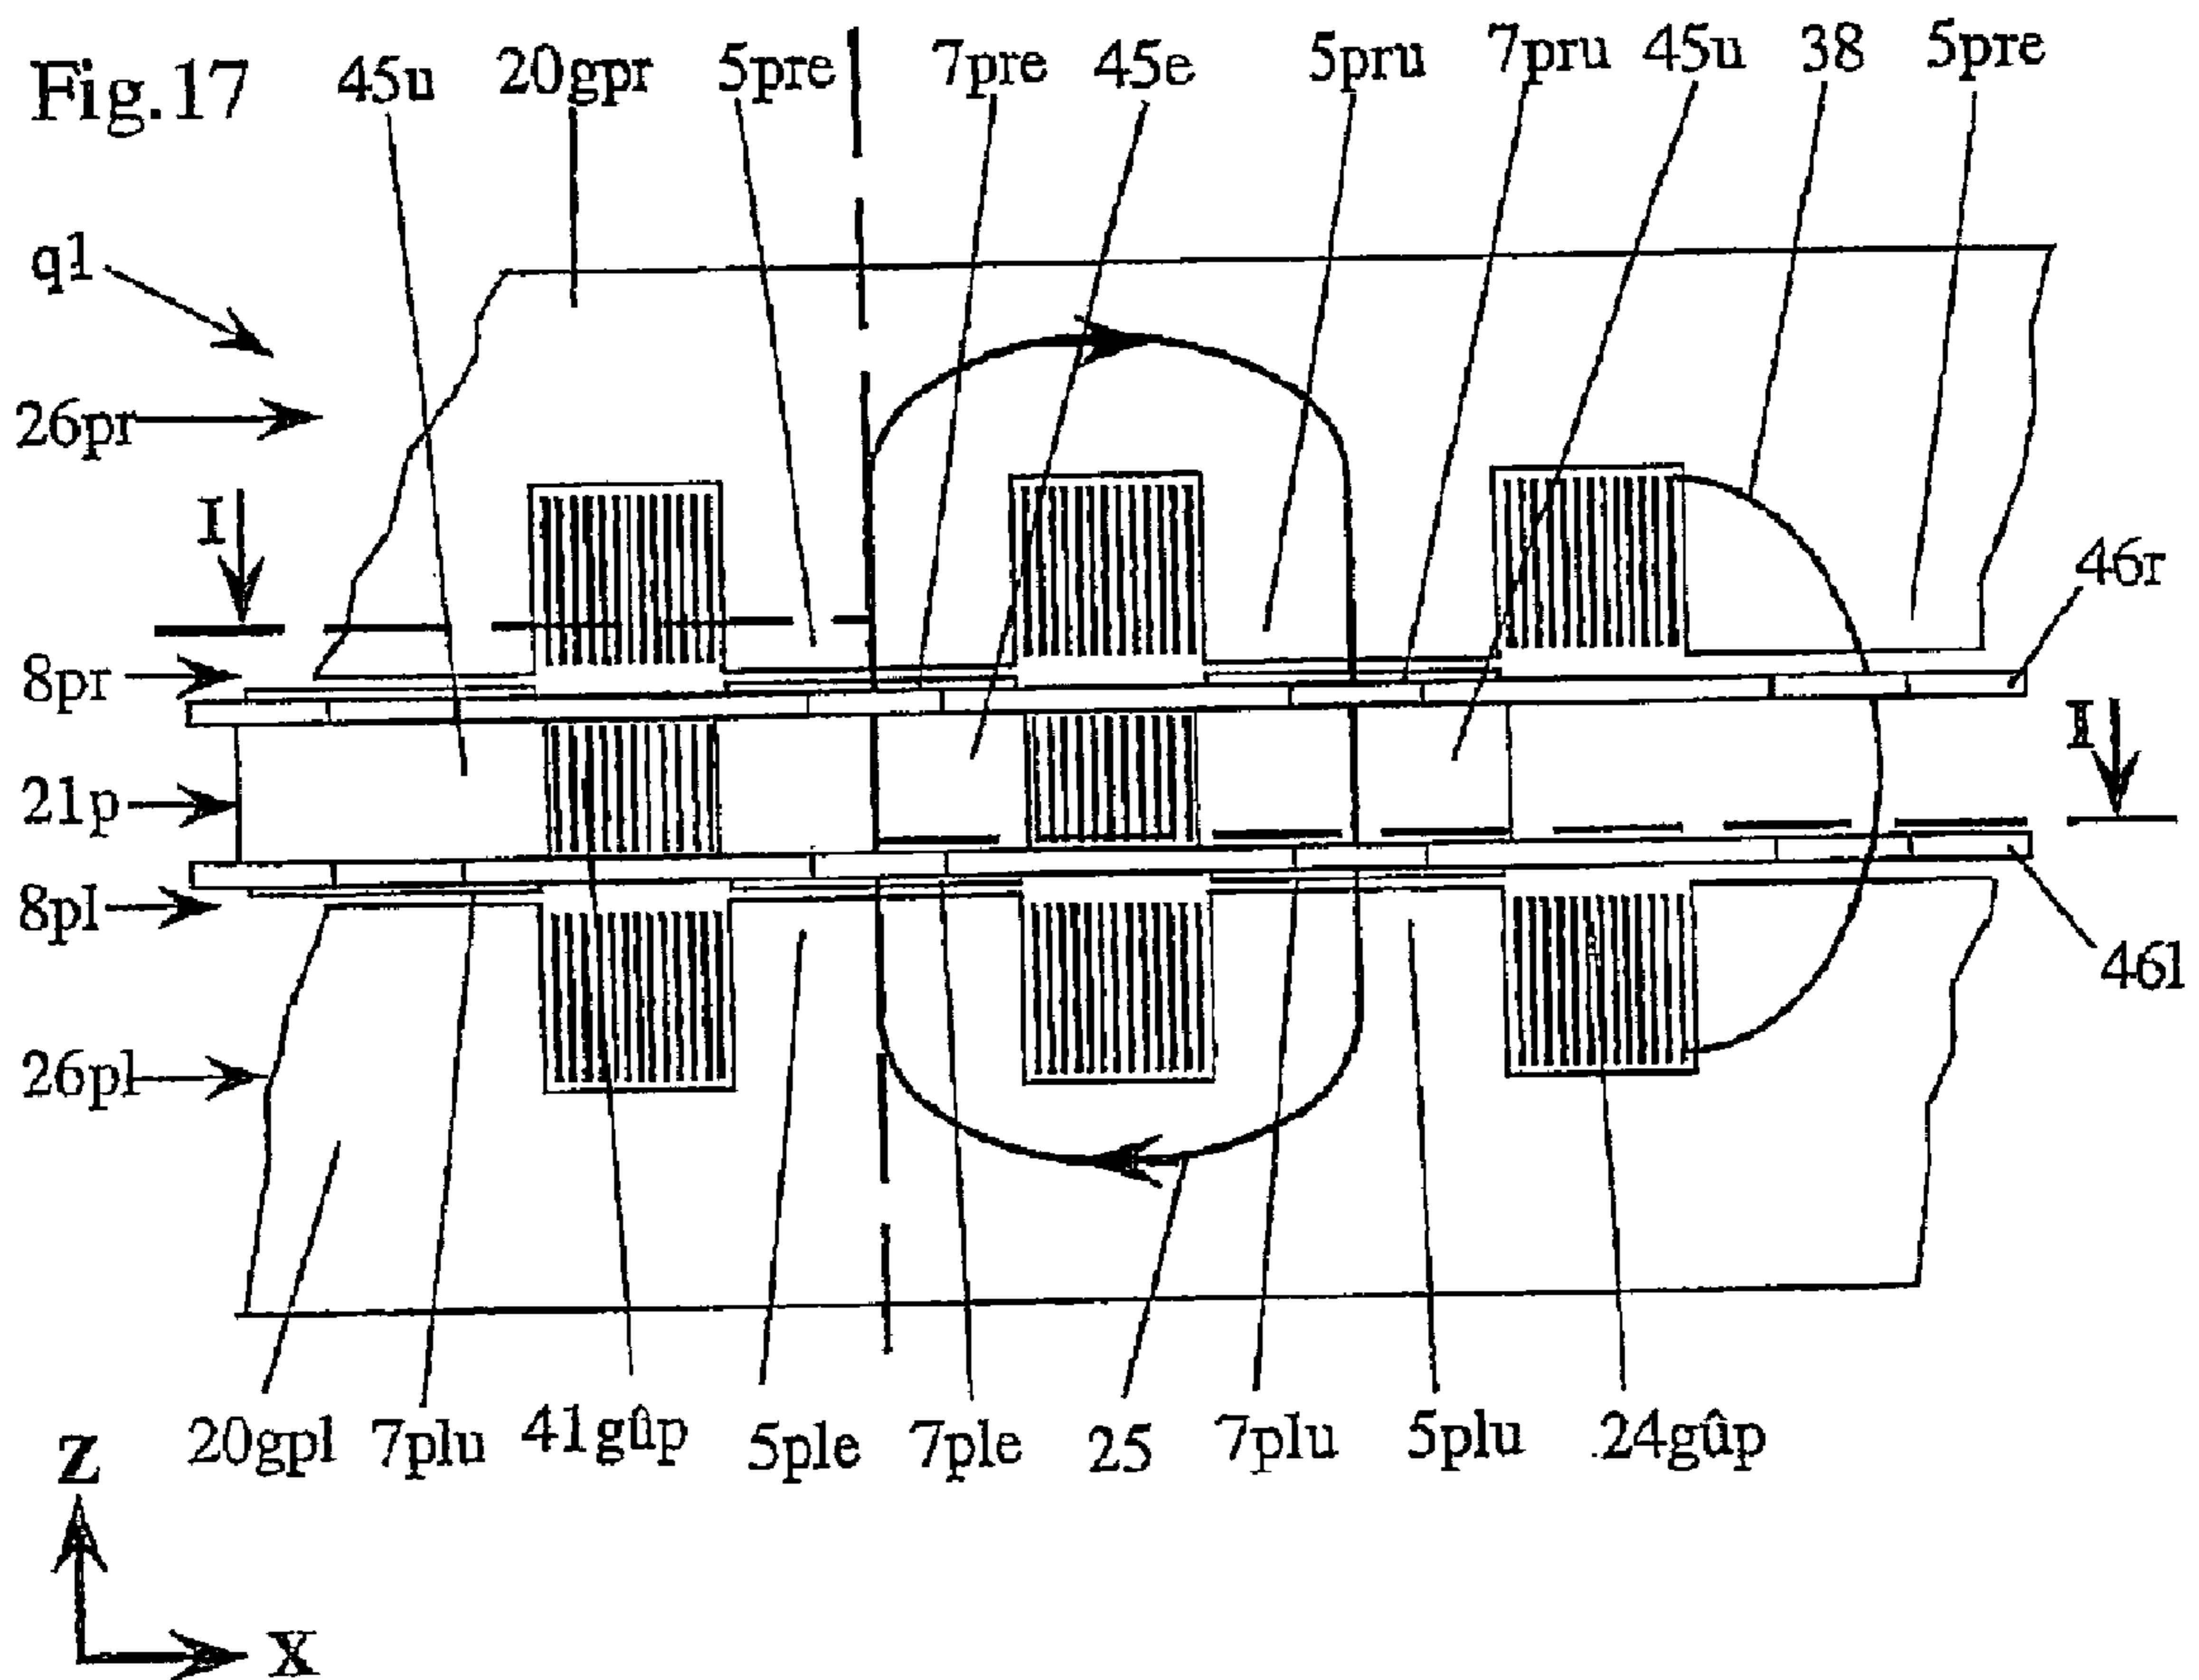 Fig.17
45u 20gpr 5pre 7pre 45e 5pru 7pru 45u 38 5pre
q1
26pr
I
46r
8pr
I
21p
8pl
46l
26pl
20gpl 7plu 41gûp 5ple 7ple 25 7plu 5plu 24gûp
Z
X